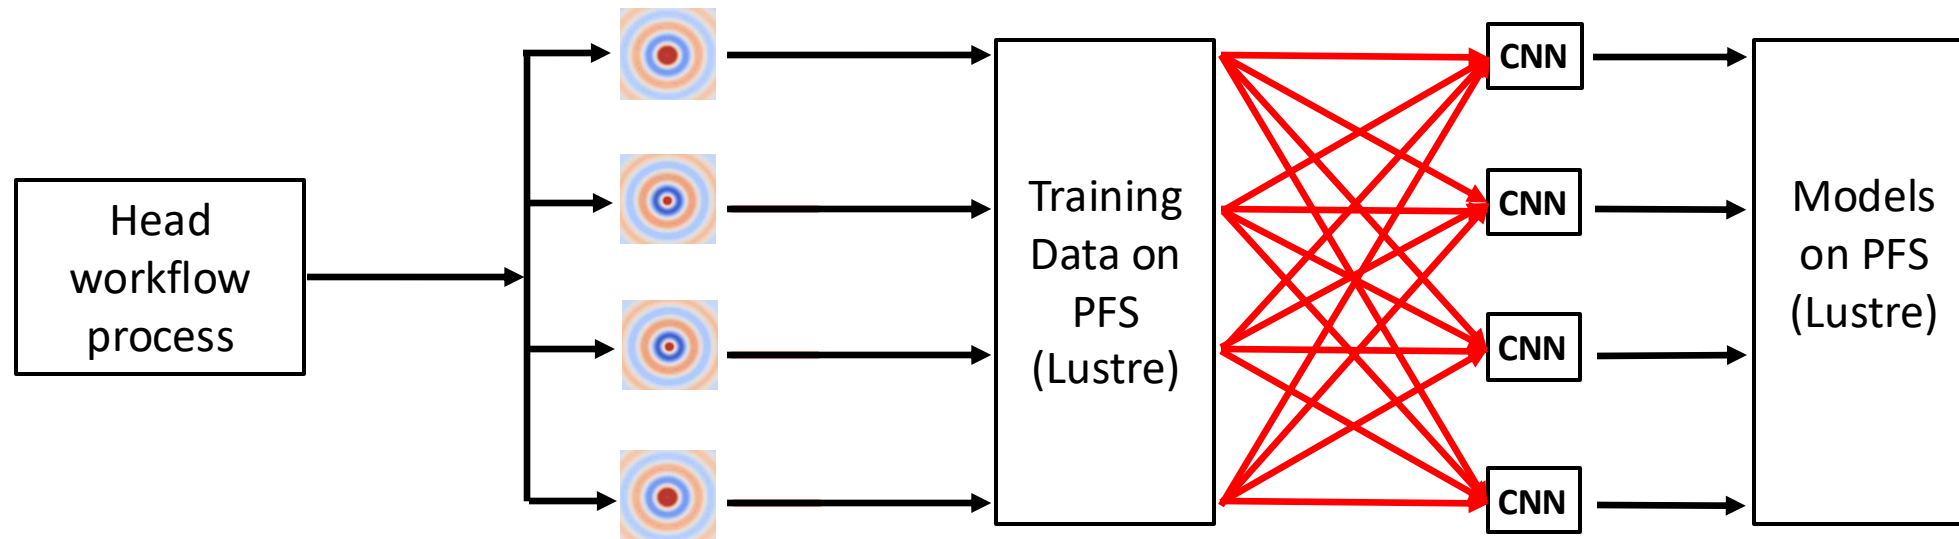 Head
workflow
process
Training
Data on
PFS
(Lustre)
CNN
CNN
CNN
CNN
Models
on PFS
(Lustre)